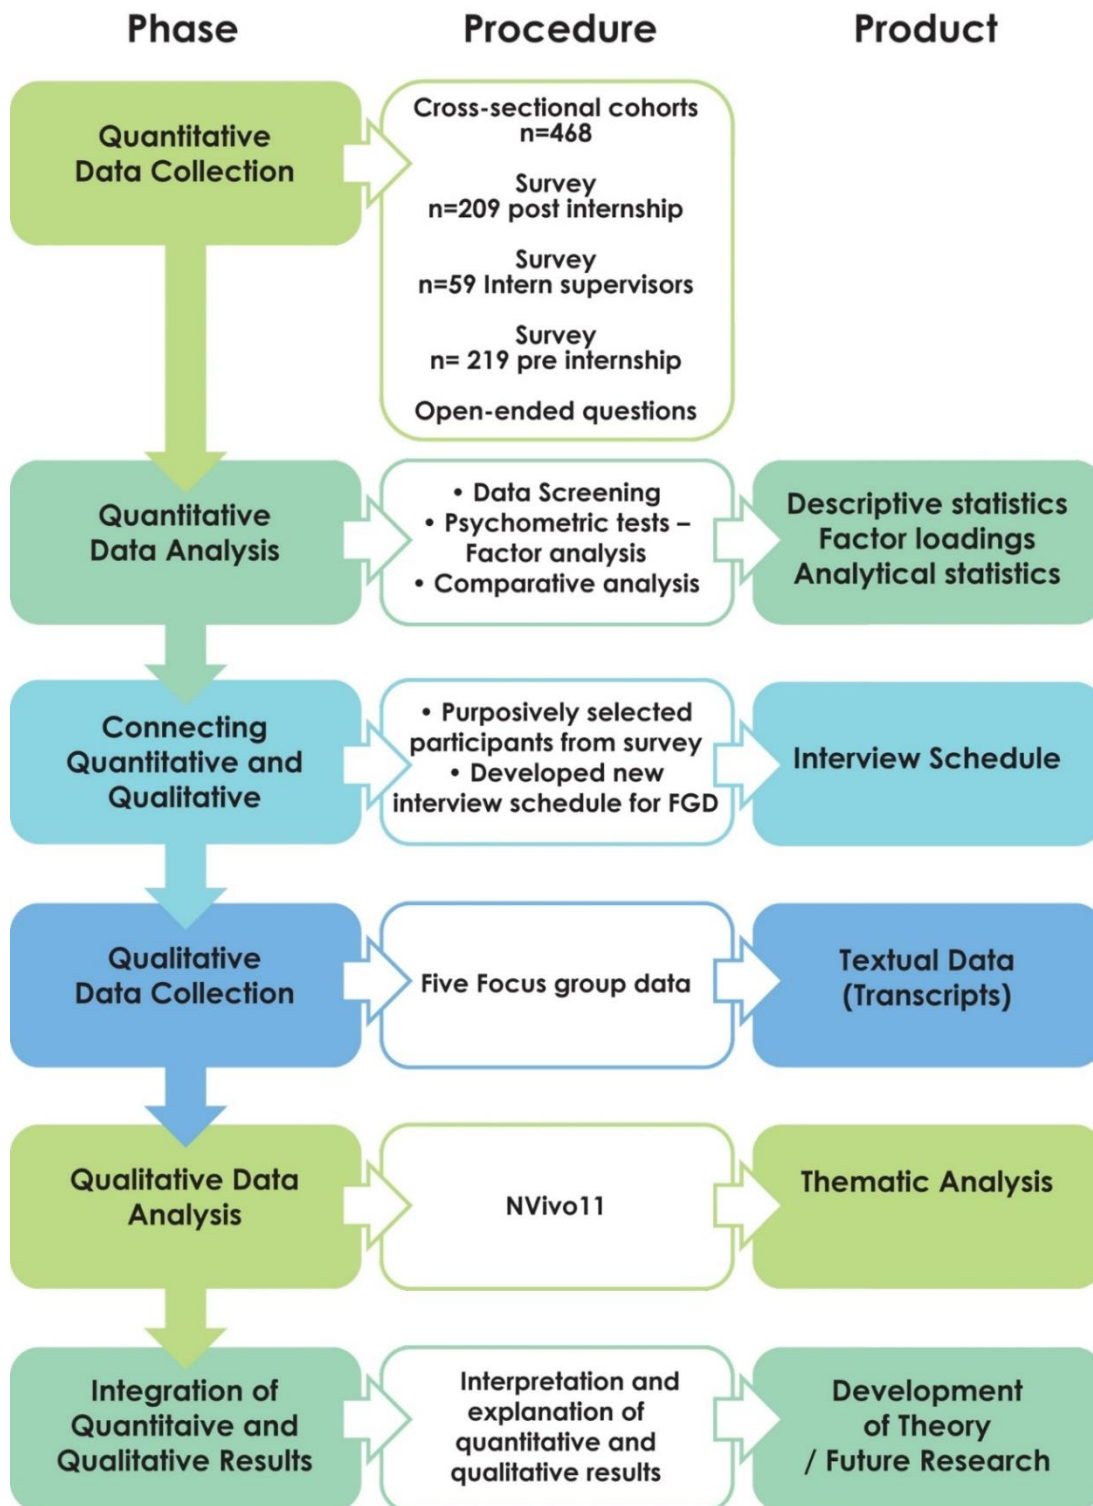 Phase Procedure Product
Quantitative
Data Collection
Cross-sectional cohorts
n=468
Survey
n=209 post internship
Survey
n=59 Intern supervisors
Survey
n= 219 pre internship
Open-ended questions
Quantitative
Data Analysis
• Data Screening
• Psychometric tests –
Factor analysis
• Comparative analysis
Descriptive statistics
Factor loadings
Analytical statistics
Connecting
Quantitative and
Qualitative
• Purposively selected
participants from survey
• Developed new
interview schedule for FGD
Interview Schedule
Qualitative
Data Collection
Five Focus group data
Textual Data
(Transcripts)
Qualitative Data
Analysis
NVivo11
Thematic Analysis
Integration of
Quantitaive and
Qualitative Results
Interpretation and
explanation of
quantitative and
qualitative results
Development
of Theory
/ Future Research